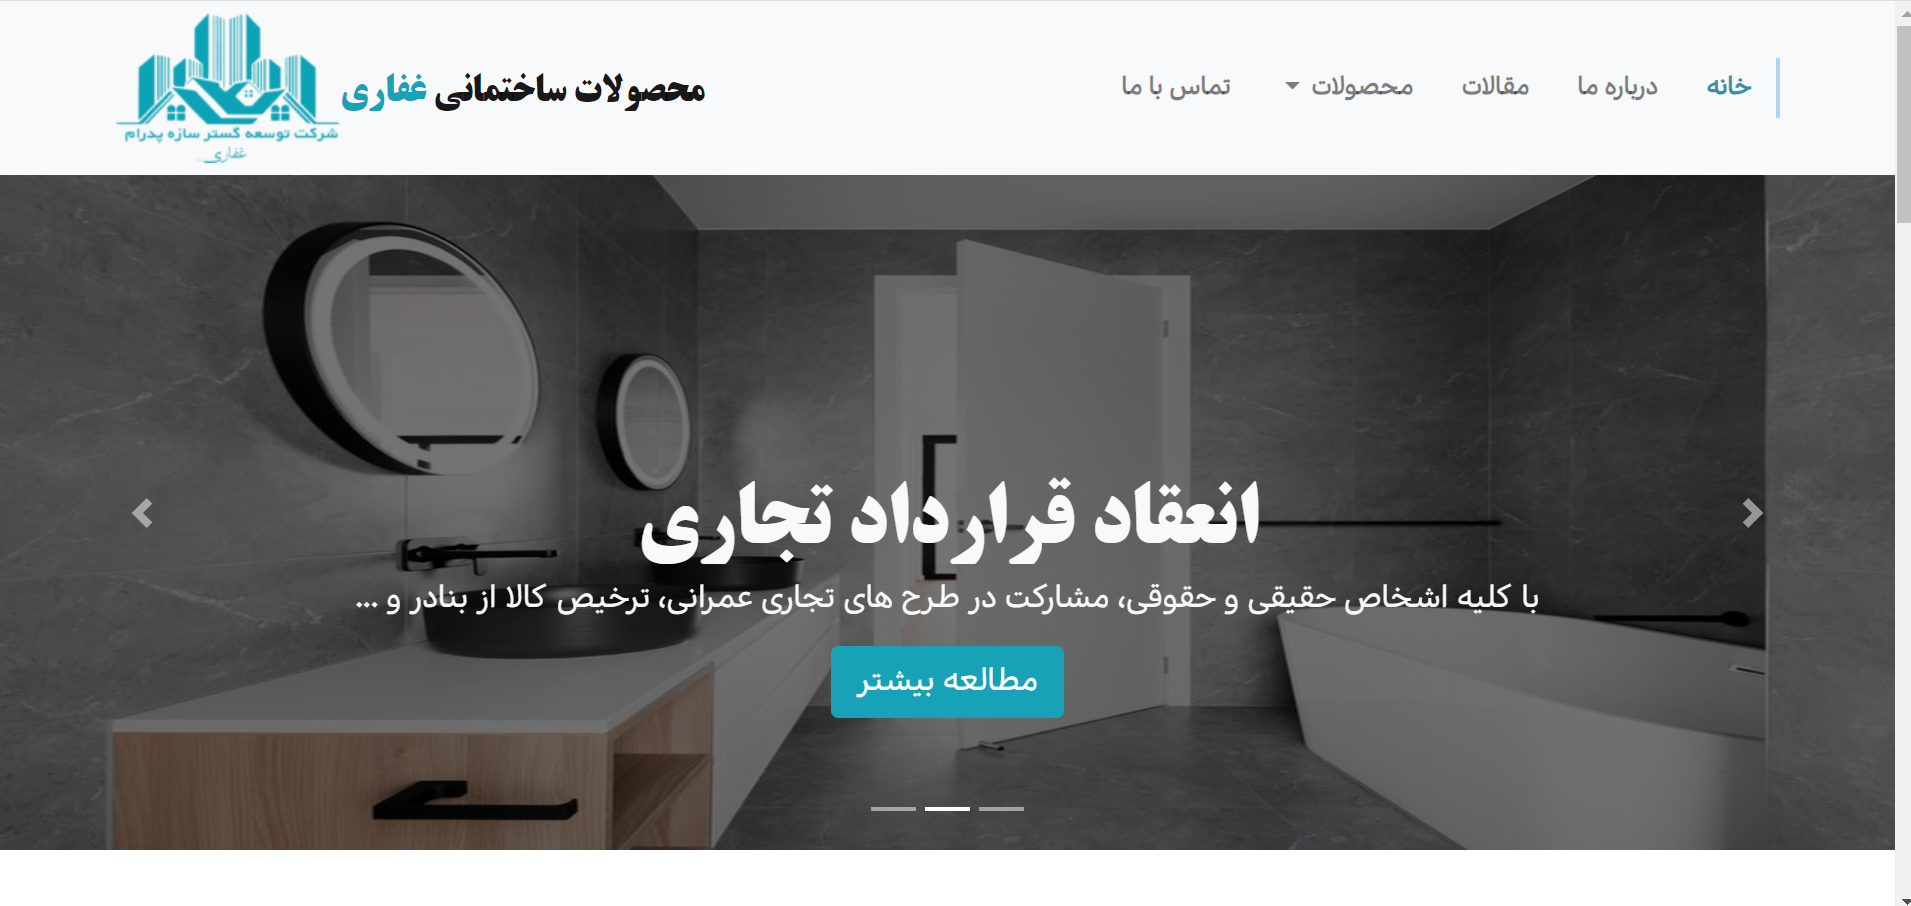 خانه
درباره ما
مقالات
محصولات
تماس با ما
محصولات ساختمانی غفاری
شرکت توسعه گستر سازه پدرام
غفاری
انعقاد قرارداد تجاری
با کلیه اشخاص حقیقی و حقوقی، مشارکت در طرح های تجاری عمرانی، ترخیص کالا از بنادر و ...
مطالعه بیشتر